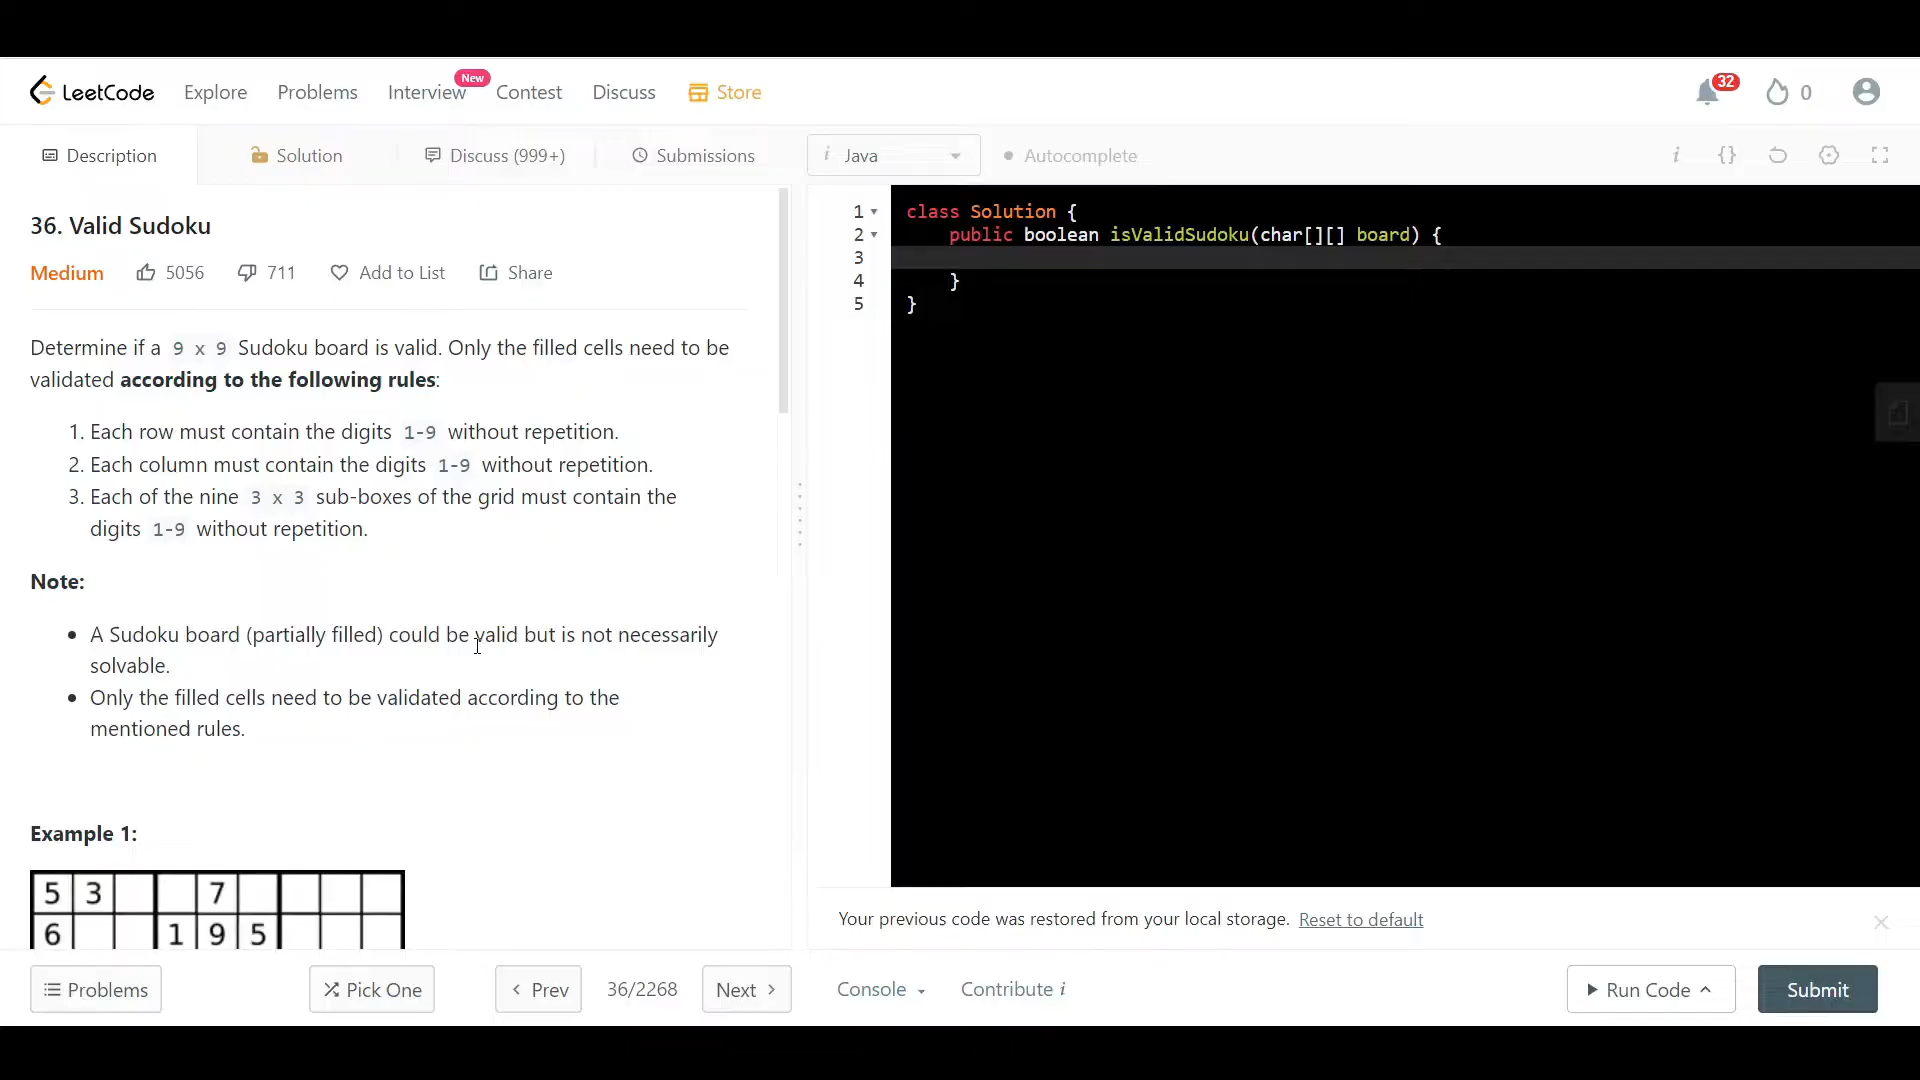 LeetCode Explore Problems Interview New Contest Discuss Store 32 0
Description Solution Discuss (999+) Submissions i Java Autocomplete i {}
36. Valid Sudoku
Medium 5056 711 Add to List Share
Determine if a 9 x 9 Sudoku board is valid. Only the filled cells need to be
validated according to the following rules:
1. Each row must contain the digits 1-9 without repetition.
2. Each column must contain the digits 1-9 without repetition.
3. Each of the nine 3 x 3 sub-boxes of the grid must contain the
digits 1-9 without repetition.
Note:
• A Sudoku board (partially filled) could be valid but is not necessarily
solvable.
• Only the filled cells need to be validated according to the
mentioned rules.
Example 1:
5 3 7
6 1 9 5
1 class Solution {
2 public boolean isValidSudoku(char[][] board) {
3
4 }
5 }
Your previous code was restored from your local storage. Reset to default
Problems Pick One < Prev 36/2268 Next > Console Contribute i Run Code Submit